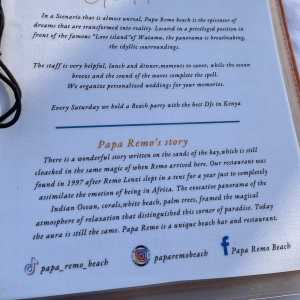 In a Scenario that is almost unreal, Papa Remo beach is the epicenter of
dreams that are transformed into reality. Located in a privileged position in
front of the famous "Love island"of Watamu, the panorama is breathtaking,
the idyllic surroundings.
The staff is very helpful, lunch and dinner,moments to savor, while the ocean
breeze and the sound of the waves complete the spell.
We organize personalised weddings for your memories.
Every Saturday we hold a Beach party with the best DJs in Kenya
Papa Remo's story
There is a wonderful story written on the sands of the bay,which is still
cloacked in the same magic of when Remo arrived here. Our restaurant was
found in 1997 after Remo Lenzi slept in a tent for a year just to completely
assimilate the emotion of being in Africa. The executive panorama of the
Indian Ocean, corals,white beach, palm trees, framed the magical
atmosphere of relaxation that distinguished this corner of paradise. Today
the aura is still the same. Papa Remo is a unique beach bar and restaurant.
papa_remo_beach
paparemobeach
Papa Remo Beach